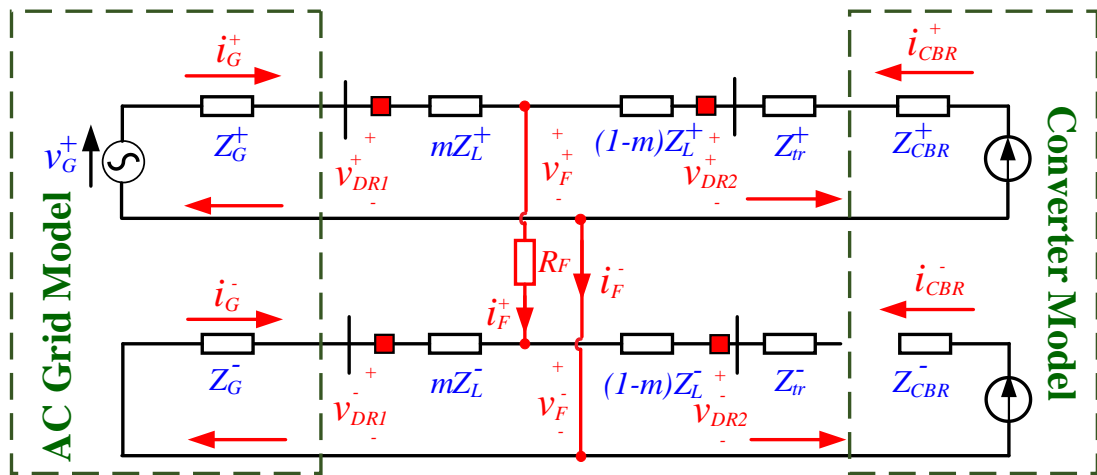 AC Grid Model
Converter Model
i_G^+
i_CBR^+
v_G^+
Z_G^+
v_DR1^+
+
-
mZ_L^+
v_F^+
+
-
(1-m)Z_L^+
v_DR2^+
+
-
Z_tr^+
Z_CBR^+
R_F
i_F^+
i_F^-
i_G^-
i_CBR^-
Z_G^-
v_DR1^-
+
-
mZ_L^-
v_F^-
+
-
(1-m)Z_L^-
v_DR2^-
+
-
Z_tr^-
Z_CBR^-